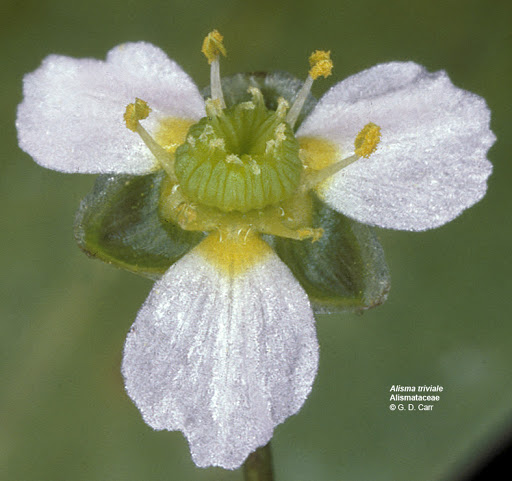 Alisma triviale
Alismataceae
© G. D. Carr